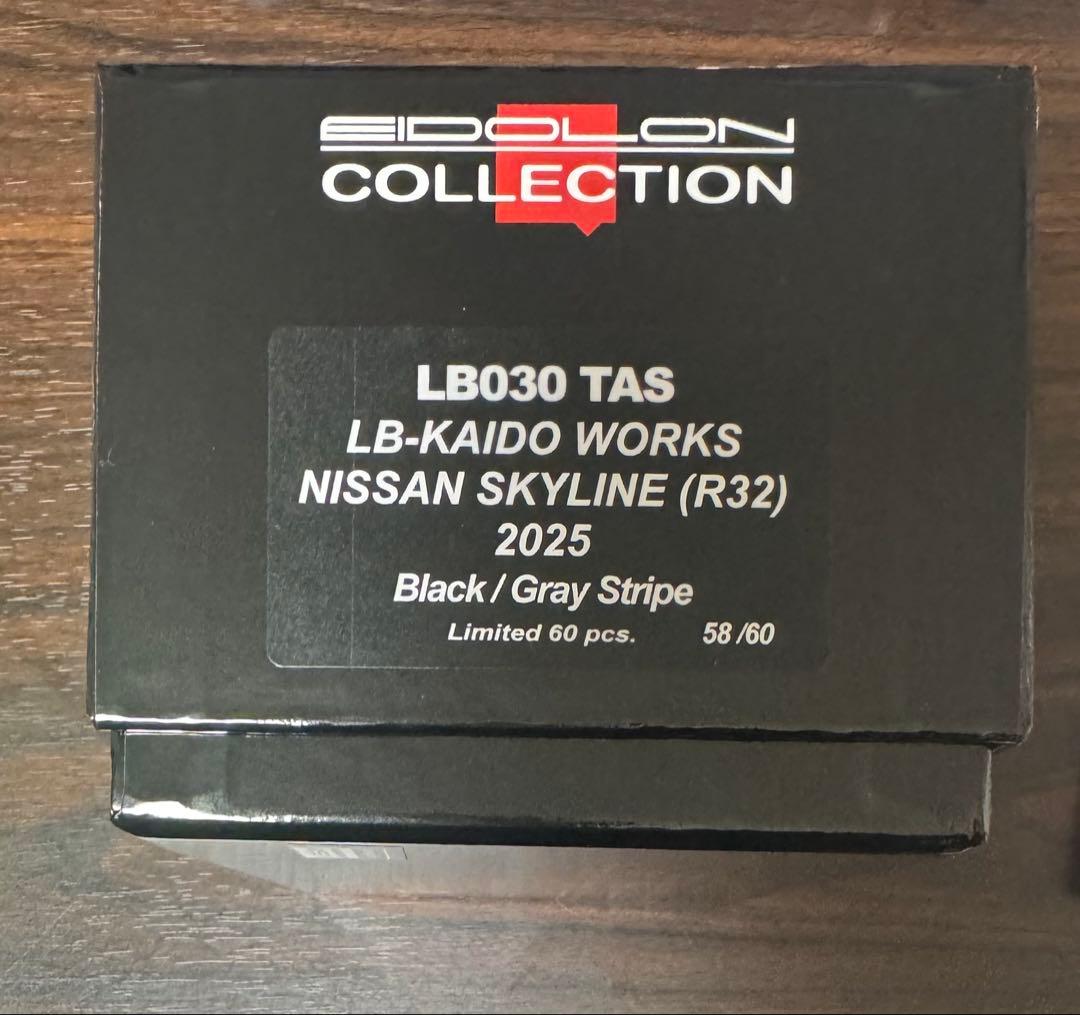 EIDOLON
COLLECTION
LB030 TAS
LB-KAIDO WORKS
NISSAN SKYLINE (R32)
2025
Black / Gray Stripe
Limited 60 pcs. 58 /60